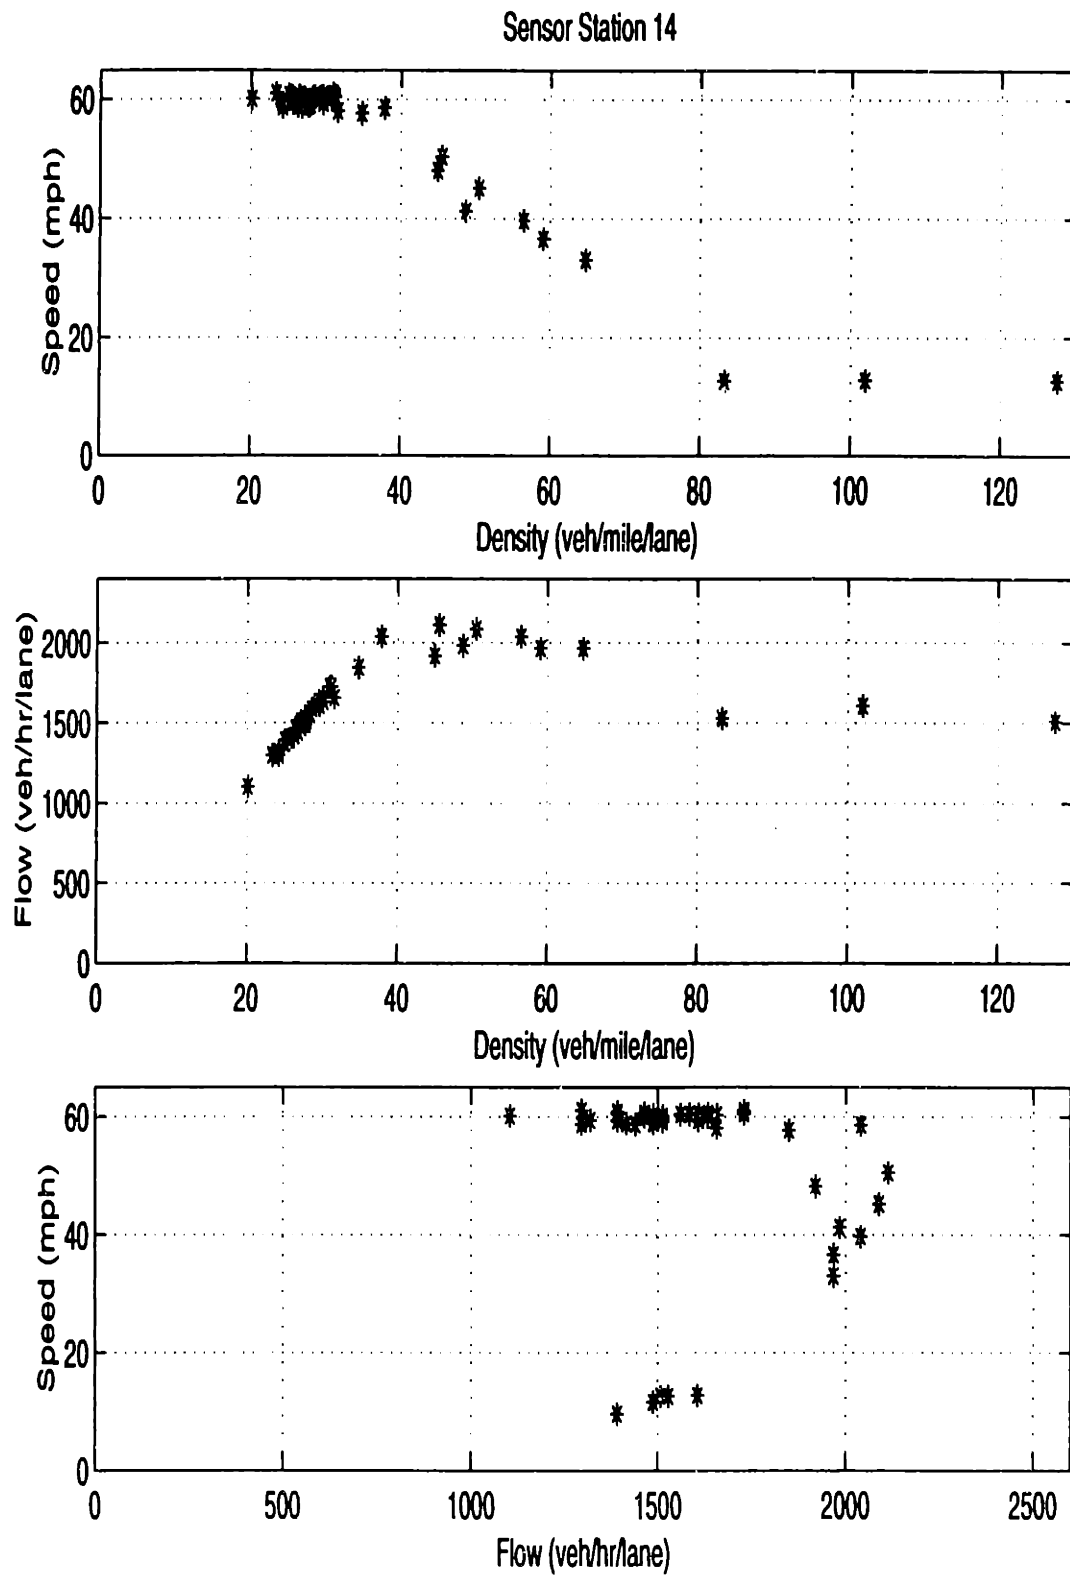 Sensor Station 14
60
40
20
0
Speed (mph)
0 20 40 60 80 100 120
Density (veh/mile/lane)
2000
1500
1000
500
0
Flow (veh/hr/lane)
0 20 40 60 80 100 120
Density (veh/mile/lane)
60
40
20
0
Speed (mph)
0 500 1000 1500 2000 2500
Flow (veh/hr/lane)